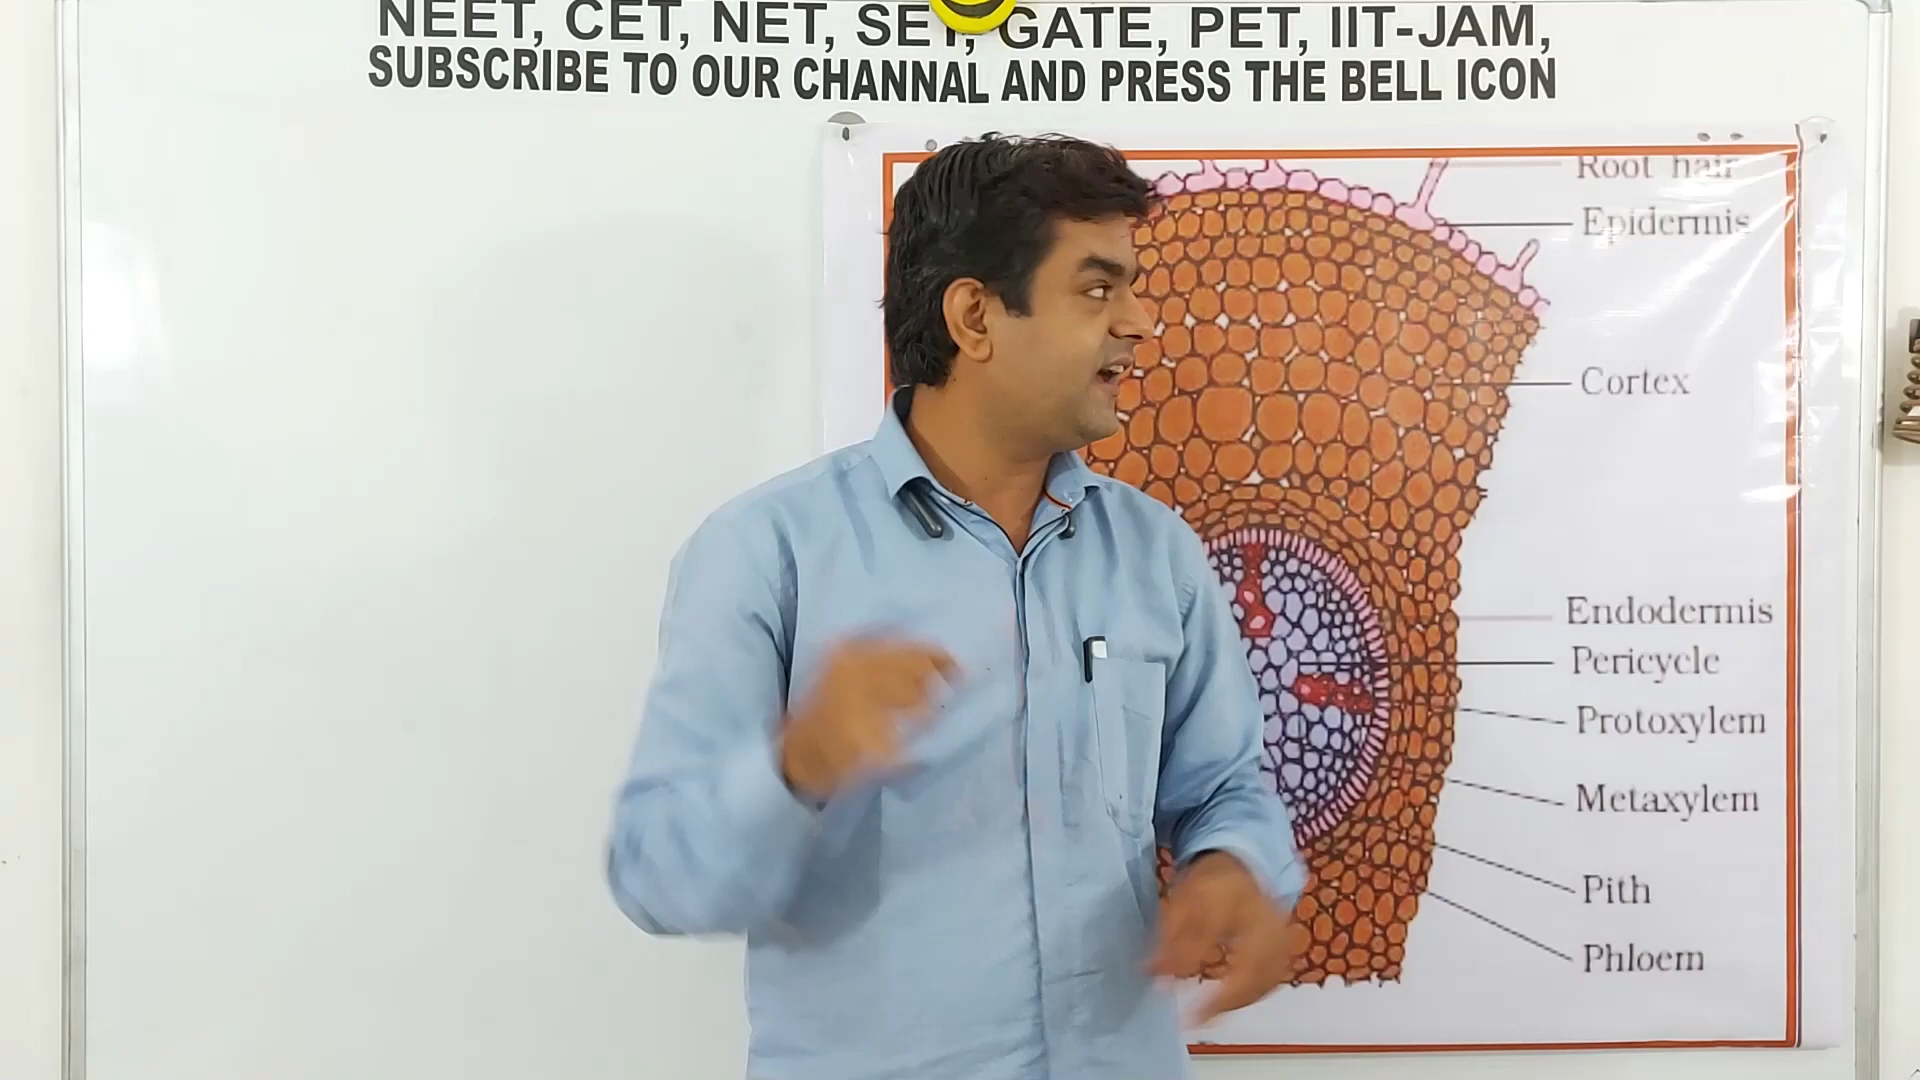 NEET, CET, NET, SET, GATE, PET, IIT-JAM,
SUBSCRIBE TO OUR CHANNAL AND PRESS THE BELL ICON
Root hair
Epidermis
Cortex
Endodermis
Pericycle
Protoxylem
Metaxylem
Pith
Phloem